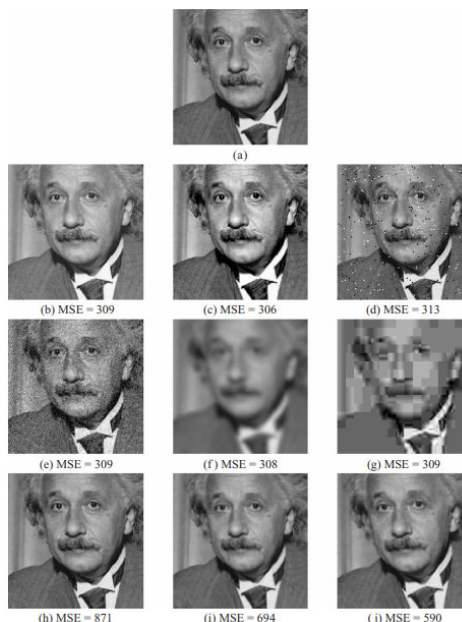 (a)
(b) MSE = 309
(c) MSE = 306
(d) MSE = 313
(e) MSE = 309
(f) MSE = 308
(g) MSE = 309
(h) MSE = 871
(i) MSE = 694
(j) MSE = 590